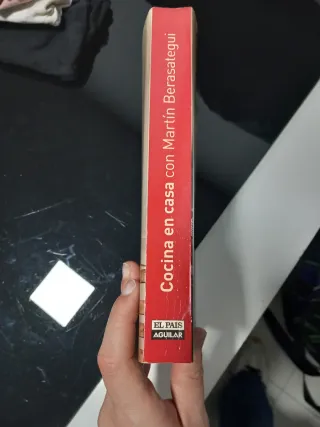 Cocina en casa con Martín Berasategui
EL PAIS
AGUILAR